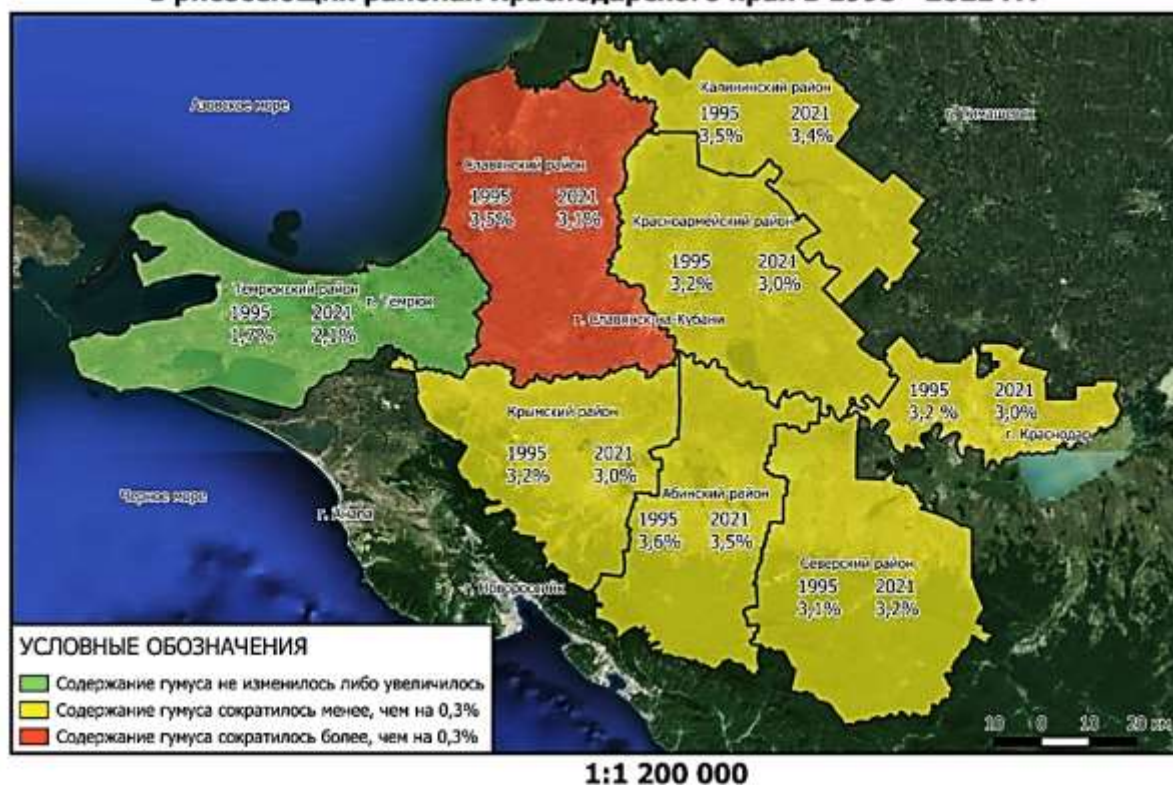 Азовское море
Калининский район
1995 2021
3,5% 3,4%
г. Тимашевск
Славянский район
1995 2021
3,5% 3,1%
Красноармейский район
1995 2021
3,2% 3,0%
Темрюкский район
г. Темрюк
1995 2021
1,7% 2,1%
г. Славянск-на-Кубани
1995 2021
3,2 % 3,0%
г. Краснодар
Крымский район
1995 2021
3,2% 3,0%
Черное море
г. Анапа
Абинский район
1995 2021
3,6% 3,5%
г. Новороссийск
Северский район
1995 2021
3,1% 3,2%
УСЛОВНЫЕ ОБОЗНАЧЕНИЯ
Содержание гумуса не изменилось либо увеличилось
Содержание гумуса сократилось менее, чем на 0,3%
Содержание гумуса сократилось более, чем на 0,3%
10 0 10 20 км
1:1 200 000